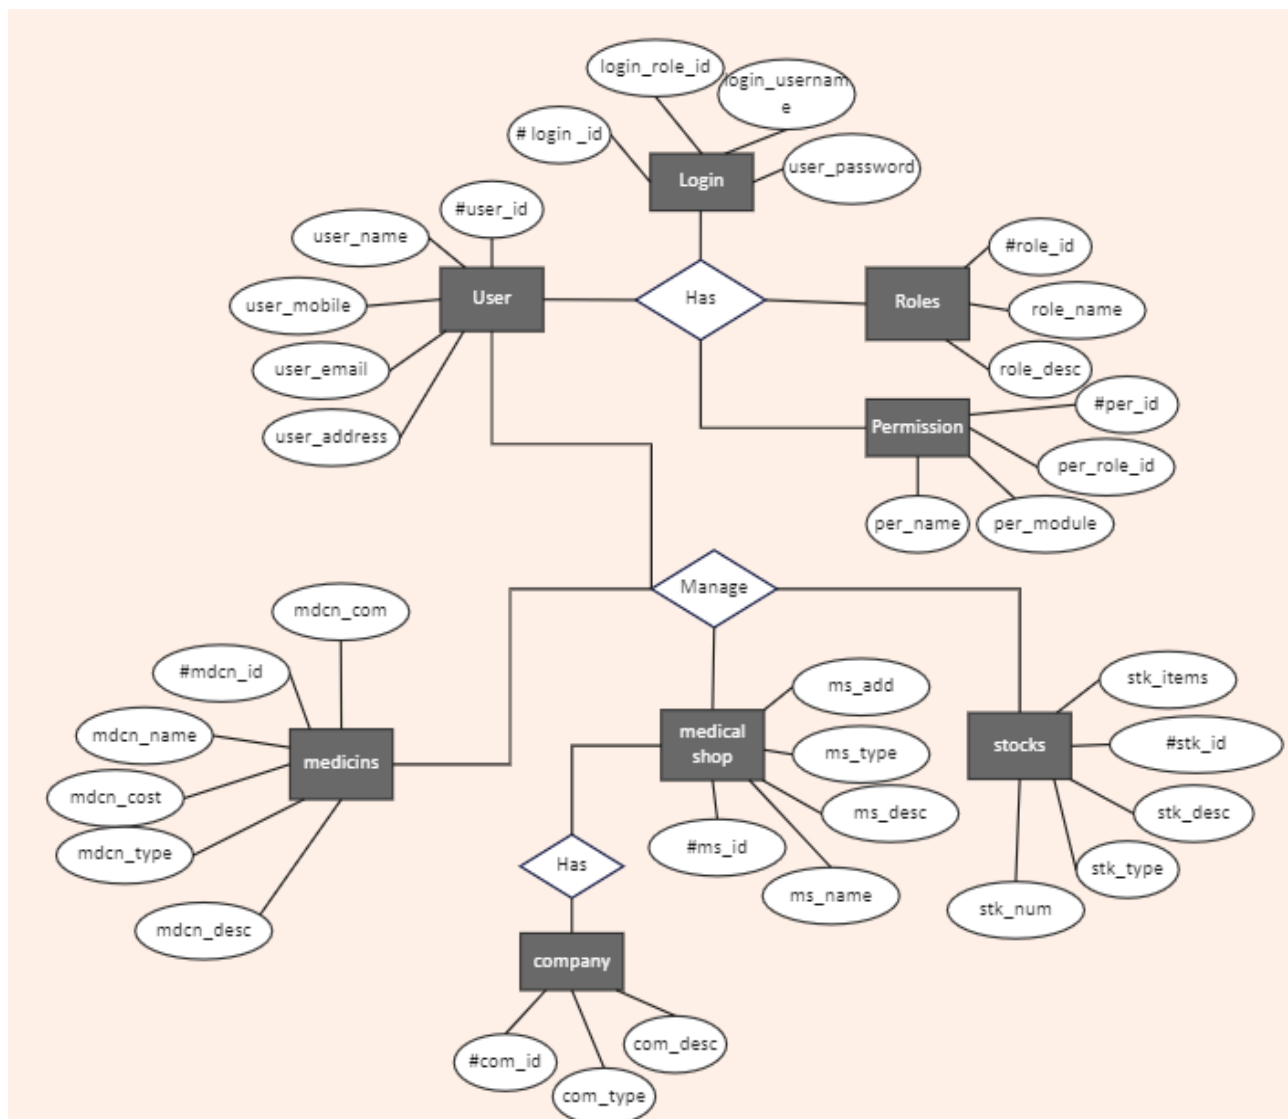 login_role_id
login_usernam
e
# login _id
user_password
Login
#user_id
user_name
#role_id
User
Has
Roles
user_mobile
role_name
user_email
role_desc
#per_id
Permission
user_address
per_role_id
per_name
per_module
Manage
mdcn_com
#mdcn_id
ms_add
stk_items
mdcn_name
medical
shop
stocks
#stk_id
medicins
ms_type
mdcn_cost
ms_desc
stk_desc
mdcn_type
#ms_id
Has
stk_type
ms_name
stk_num
mdcn_desc
company
com_desc
#com_id
com_type